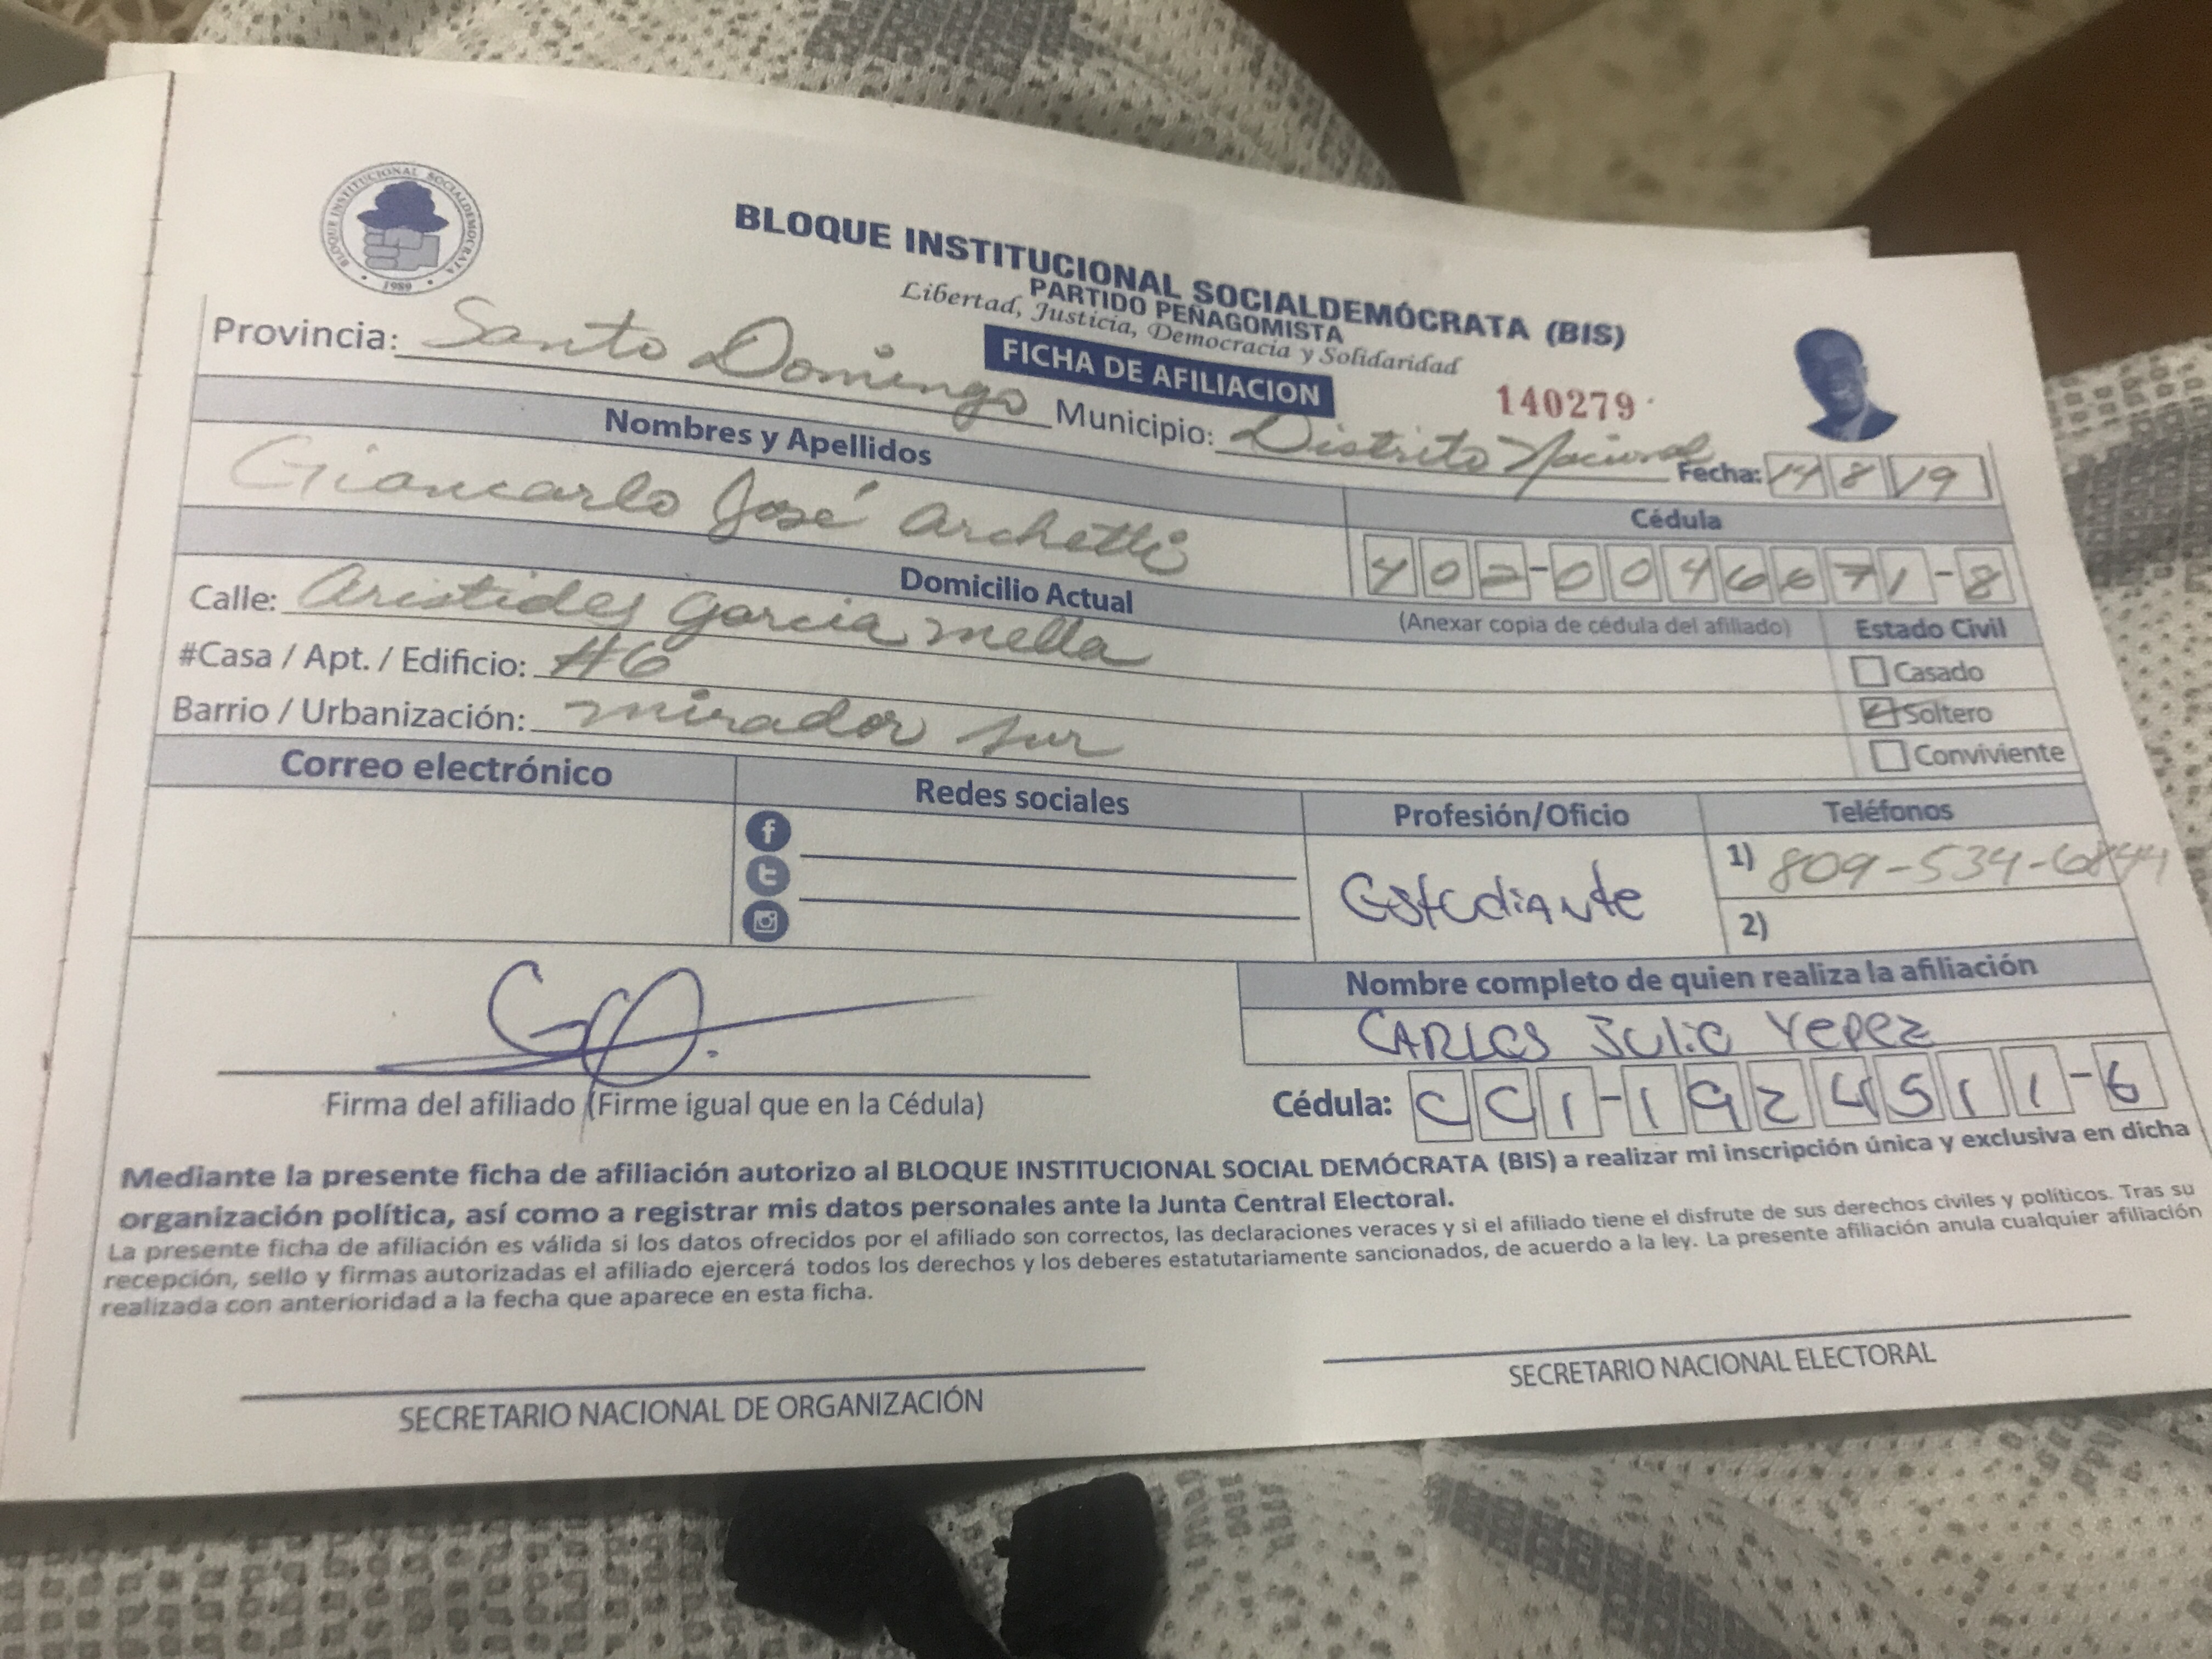 BLOQUE INSTITUCIONAL SOCIALDEMOCRATA
1989
BLOQUE INSTITUCIONAL SOCIALDEMÓCRATA (BIS)
PARTIDO PEÑAGOMISTA
Libertad, Justicia, Democracia y Solidaridad
FICHA DE AFILIACION
140279
Provincia: Santo Domingo Municipio: Distrito Nacional Fecha: 14 8 19
Nombres y Apellidos
Giancarlo José Archetti
Cédula
402-0046671-8
Domicilio Actual
(Anexar copia de cédula del afiliado)
Calle: Aristides Garcia Mella
#Casa / Apt. / Edificio: #6
Barrio / Urbanización: Mirador Sur
Estado Civil
Casado
Soltero
Conviviente
Correo electrónico
Redes sociales
Profesión/Oficio
Estudiante
Teléfonos
1) 809-534-6844
2)
Firma del afiliado (Firme igual que en la Cédula)
Nombre completo de quien realiza la afiliación
CARLOS JULIO YEPEZ
Cédula: 001-1924511-6
Mediante la presente ficha de afiliación autorizo al BLOQUE INSTITUCIONAL SOCIAL DEMÓCRATA (BIS) a realizar mi inscripción única y exclusiva en dicha
organización política, así como a registrar mis datos personales ante la Junta Central Electoral.
La presente ficha de afiliación es válida si los datos ofrecidos por el afiliado son correctos, las declaraciones veraces y si el afiliado tiene el disfrute de sus derechos civiles y políticos. Tras su
recepción, sello y firmas autorizadas el afiliado ejercerá todos los derechos y los deberes estatutariamente sancionados, de acuerdo a la ley. La presente afiliación anula cualquier afiliación
realizada con anterioridad a la fecha que aparece en esta ficha.
SECRETARIO NACIONAL DE ORGANIZACIÓN
SECRETARIO NACIONAL ELECTORAL